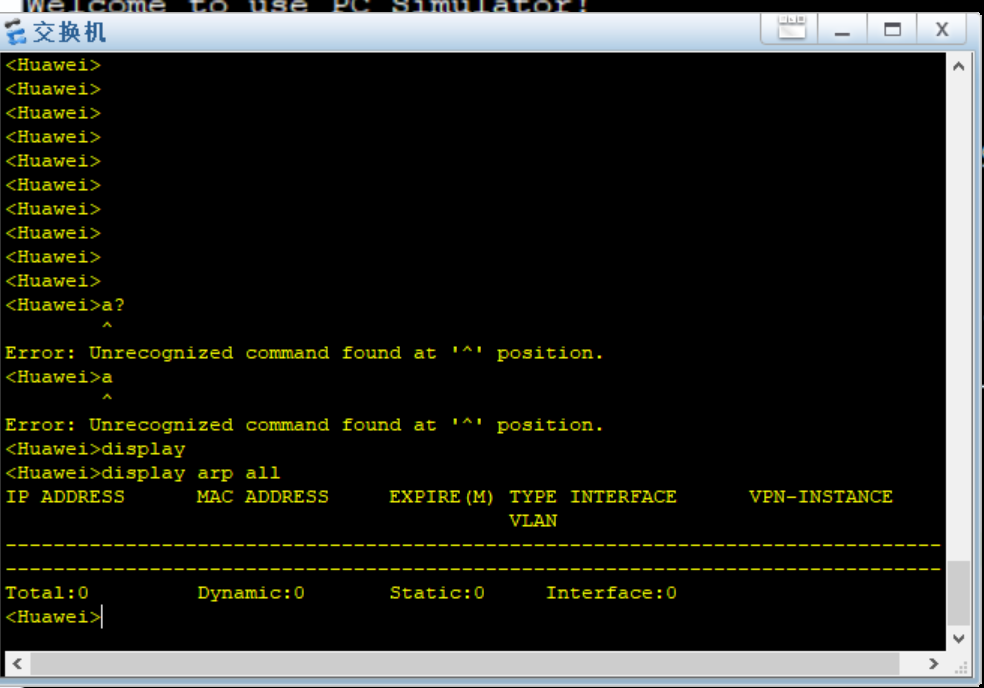 Welcome to use PC Simulator!
交换机
<Huawei>
<Huawei>
<Huawei>
<Huawei>
<Huawei>
<Huawei>
<Huawei>
<Huawei>
<Huawei>
<Huawei>
<Huawei>a?
^
Error: Unrecognized command found at '^' position.
<Huawei>a
^
Error: Unrecognized command found at '^' position.
<Huawei>display
<Huawei>display arp all
IP ADDRESS MAC ADDRESS EXPIRE(M) TYPE INTERFACE VPN-INSTANCE
VLAN
------------------------------------------------------------------------------
------------------------------------------------------------------------------
Total:0 Dynamic:0 Static:0 Interface:0
<Huawei>